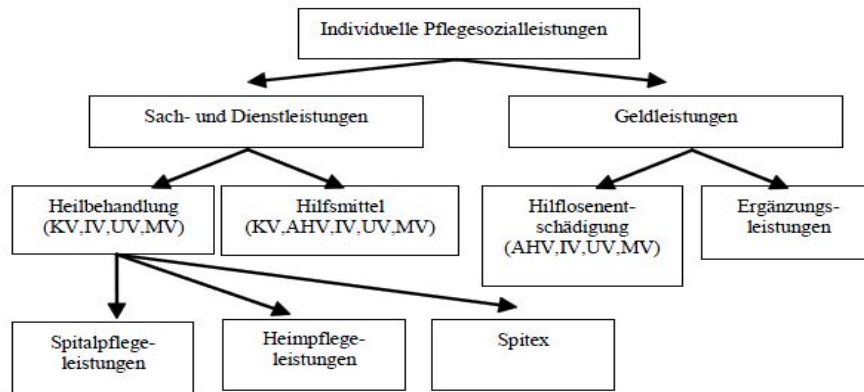 Individuelle Pflegesozialleistungen
Sach- und Dienstleistungen
Geldleistungen
Heilbehandlung
(KV,IV,UV,MV)
Hilfsmittel
(KV,AHV,IV,UV,MV)
Hilflosenent-
schädigung
(AHV,IV,UV,MV)
Ergänzungs-
leistungen
Spitalpflege-
leistungen
Heimpflege-
leistungen
Spitex